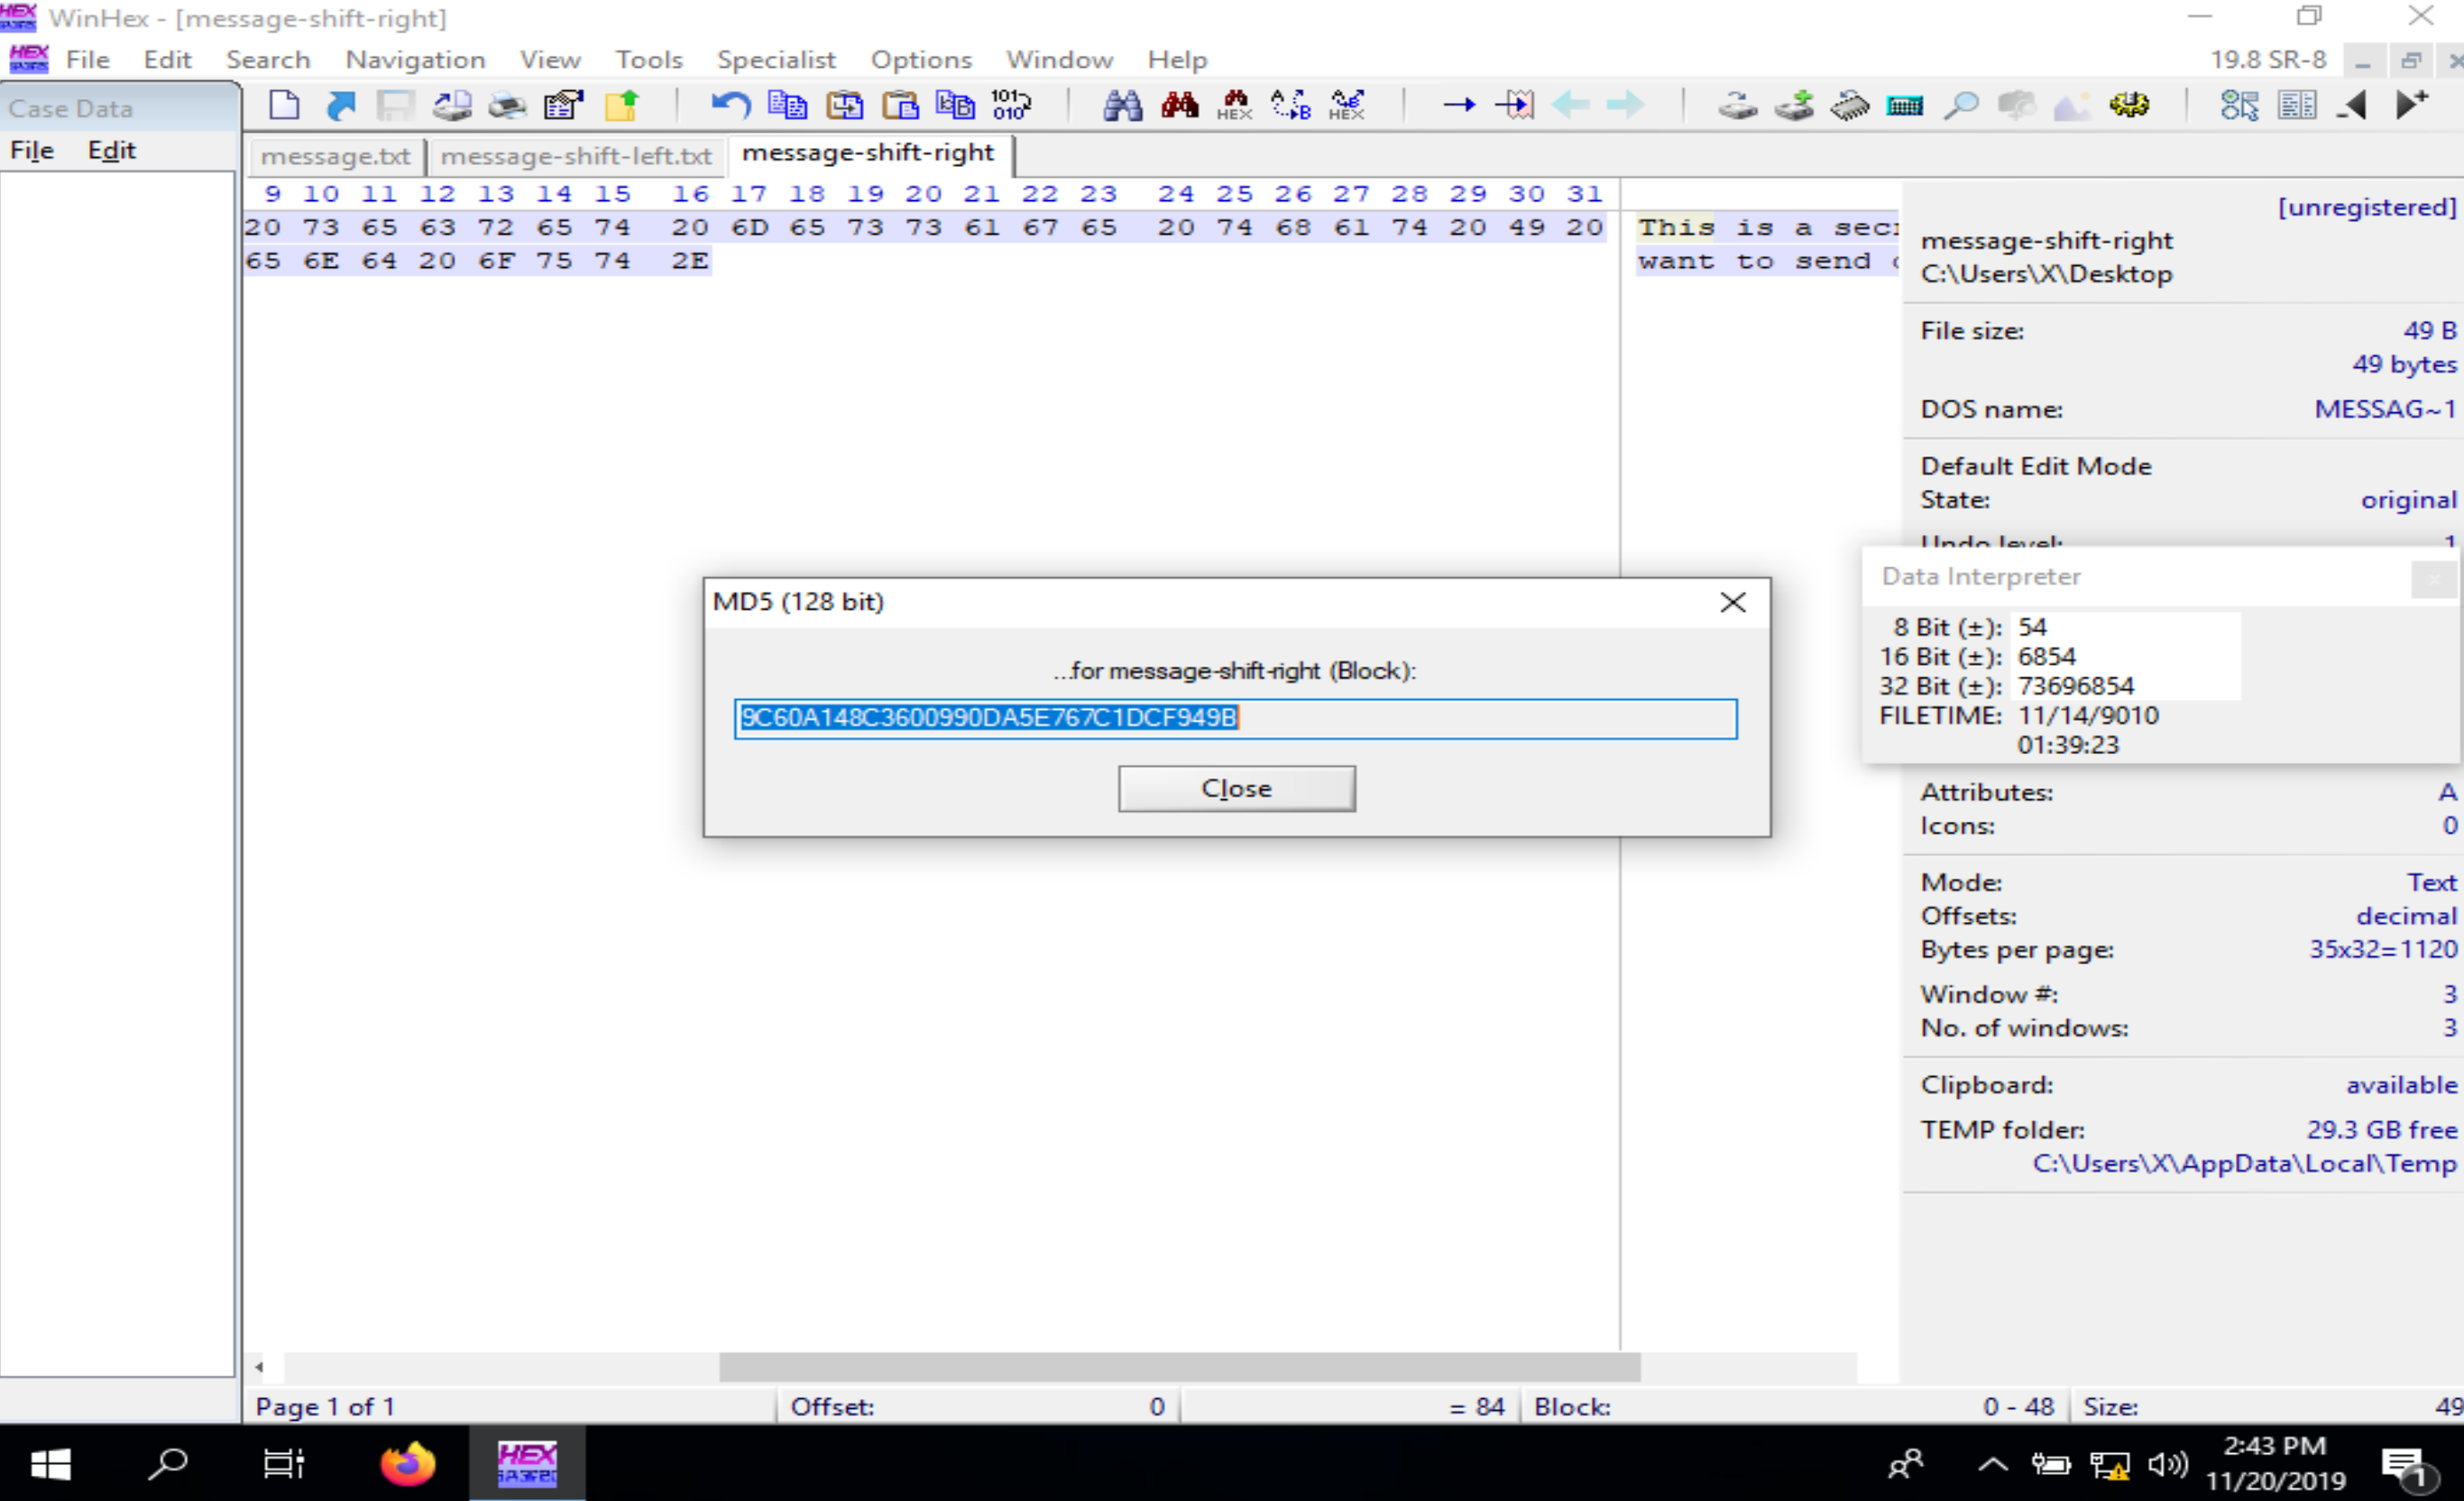 WinHex - [message-shift-right]
File Edit Search Navigation View Tools Specialist Options Window Help 19.8 SR-8
Case Data
File Edit
message.txt message-shift-left.txt message-shift-right
9 10 11 12 13 14 15 16 17 18 19 20 21 22 23 24 25 26 27 28 29 30 31
20 73 65 63 72 65 74 20 6D 65 73 73 61 67 65 20 74 68 61 74 20 49 20 This is a sec
65 6E 64 20 6F 75 74 2E want to send
[unregistered]
message-shift-right
C:\Users\X\Desktop
File size: 49 B
49 bytes
DOS name: MESSAG~1
Default Edit Mode
State: original
Undo level: 1
Data Interpreter
8 Bit (±): 54
16 Bit (±): 6854
32 Bit (±): 73696854
FILETIME: 11/14/9010
01:39:23
MD5 (128 bit)
...for message-shift-right (Block):
9C60A148C3600990DA5E767C1DCF949B
Close
Attributes: A
Icons: 0
Mode: Text
Offsets: decimal
Bytes per page: 35x32=1120
Window #: 3
No. of windows: 3
Clipboard: available
TEMP folder: 29.3 GB free
C:\Users\X\AppData\Local\Temp
Page 1 of 1 Offset: 0 = 84 Block: 0 - 48 Size: 49
HEX
2:43 PM
11/20/2019
1